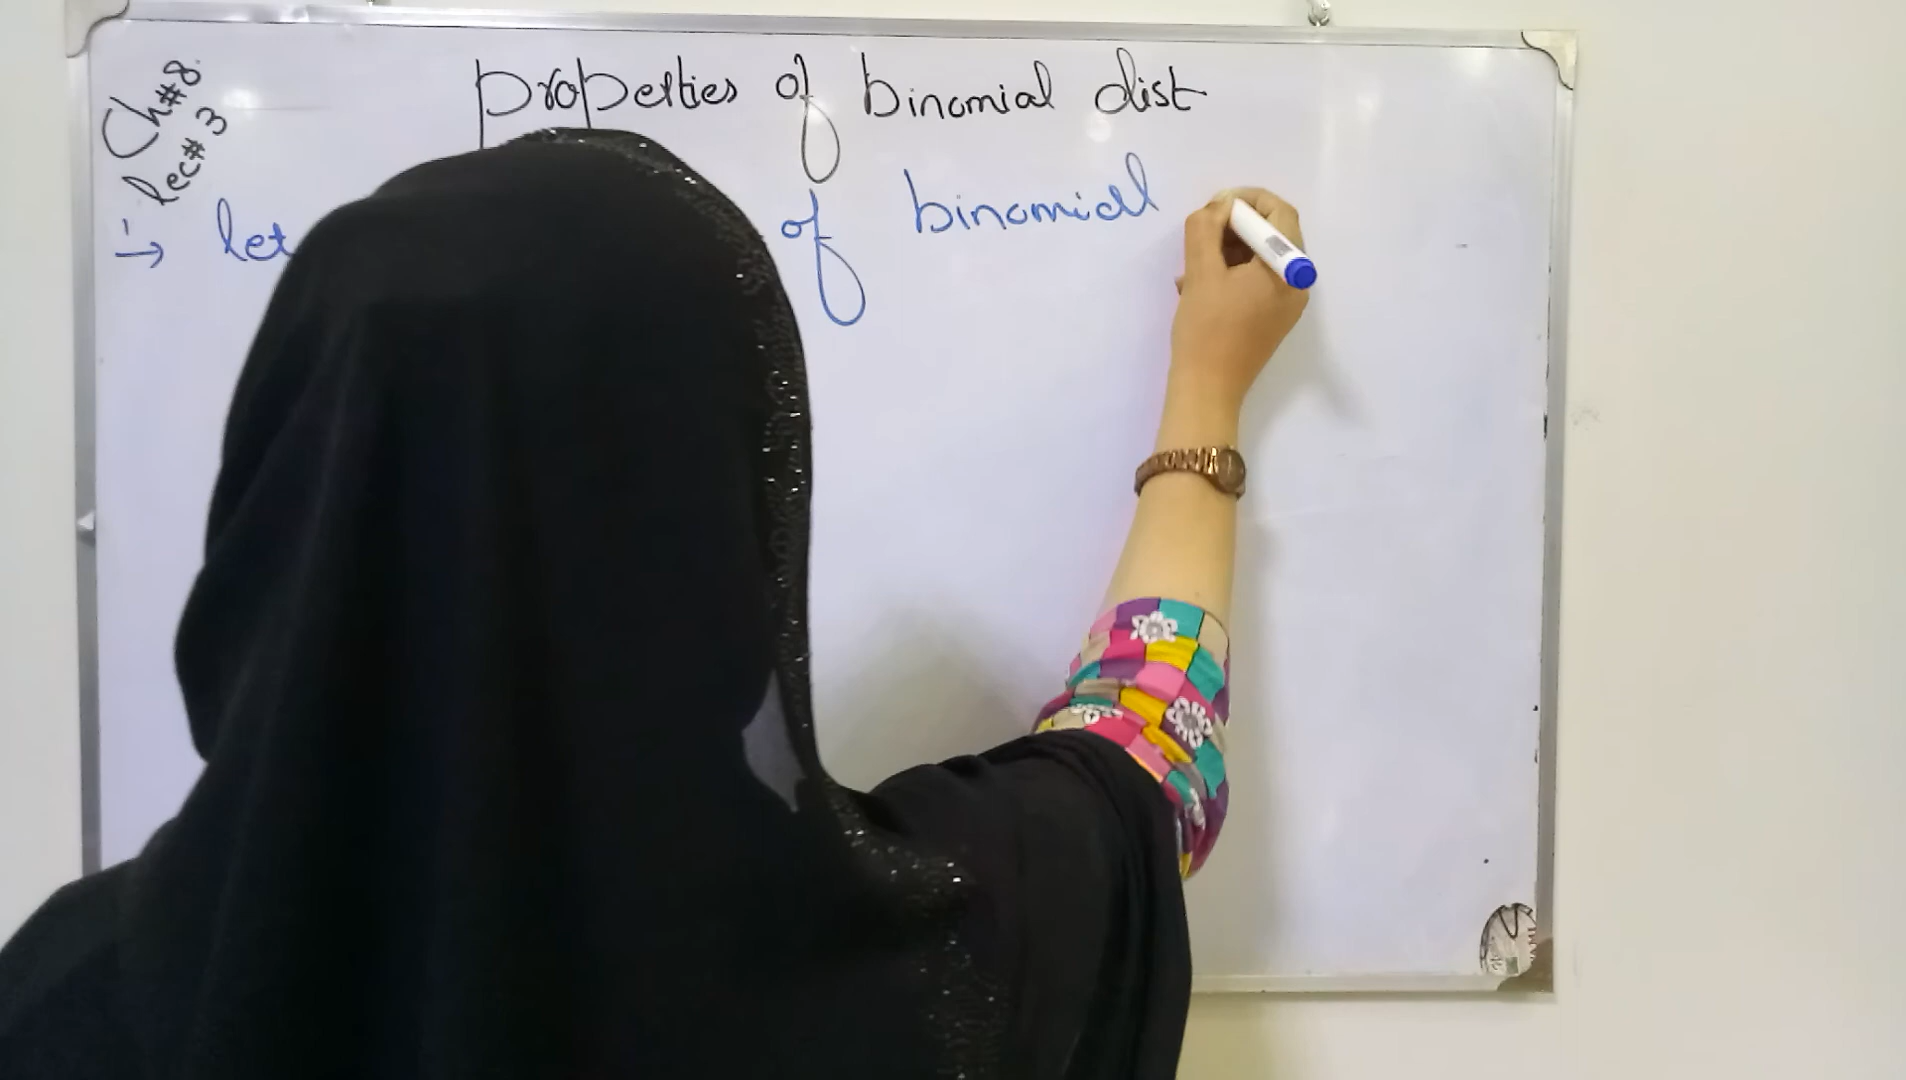 Ch#8
lec#3
properties of binomial dist
→ let of binomial